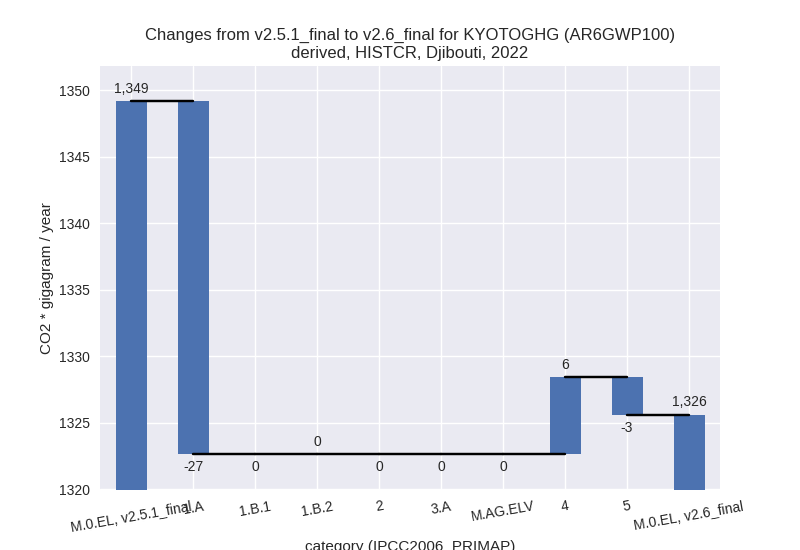 Changes from v2.5.1_final to v2.6_final for KYOTOGHG (AR6GWP100)
derived, HISTCR, Djibouti, 2022
CO2 * gigagram / year
1350
1345
1340
1335
1330
1325
1320
1,349
-27
0
0
0
0
0
6
-3
1,326
M.0.EL, v2.5.1_final
1.A
1.B.1
1.B.2
2
3.A
M.AG.ELV
4
5
M.0.EL, v2.6_final
category (IPCC2006_PRIMAP)